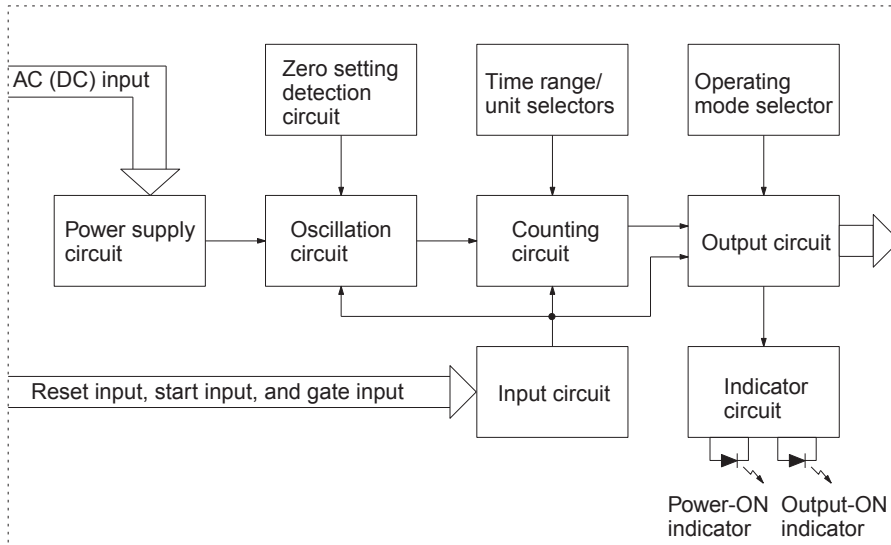 AC (DC) input
Zero setting
detection
circuit
Time range/
unit selectors
Operating
mode selector
Power supply
circuit
Oscillation
circuit
Counting
circuit
Output circuit
Reset input, start input, and gate input
Input circuit
Indicator
circuit
Power-ON
indicator
Output-ON
indicator